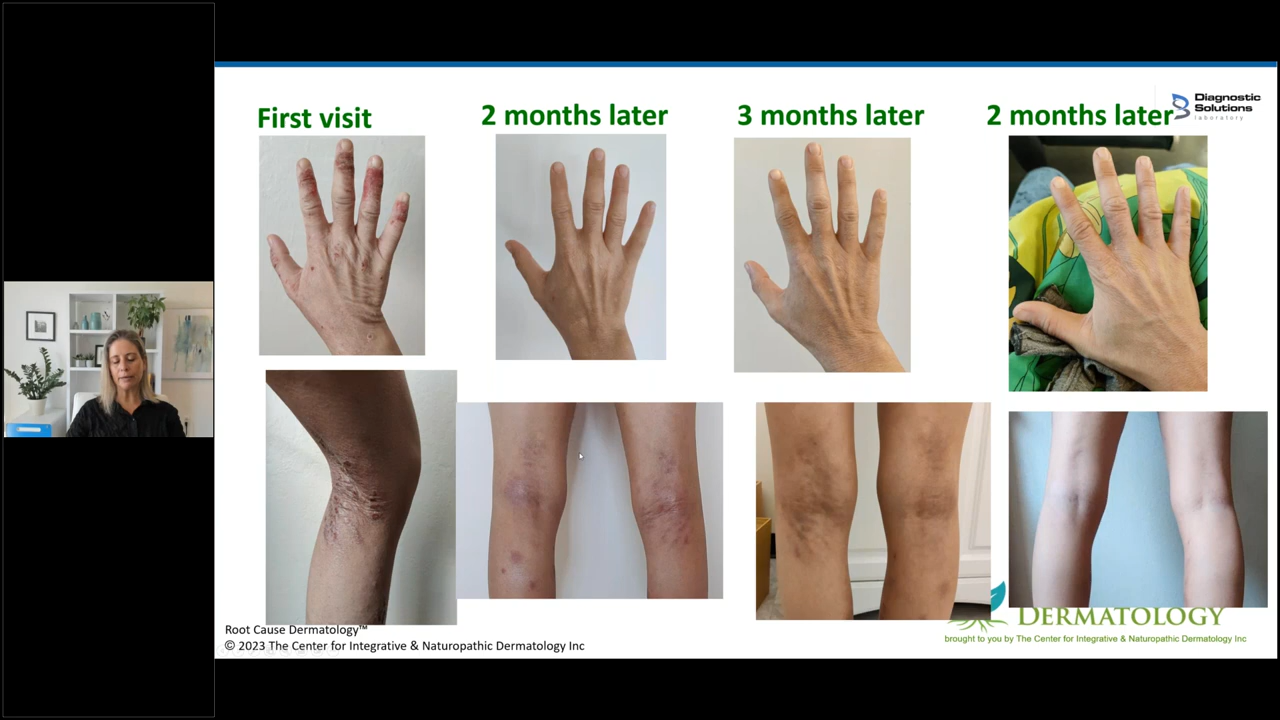 First visit
2 months later
3 months later
2 months later
Diagnostic
Solutions
laboratory
Root Cause Dermatology™
© 2023 The Center for Integrative & Naturopathic Dermatology Inc
DERMATOLOGY
brought to you by The Center for Integrative & Naturopathic Dermatology Inc